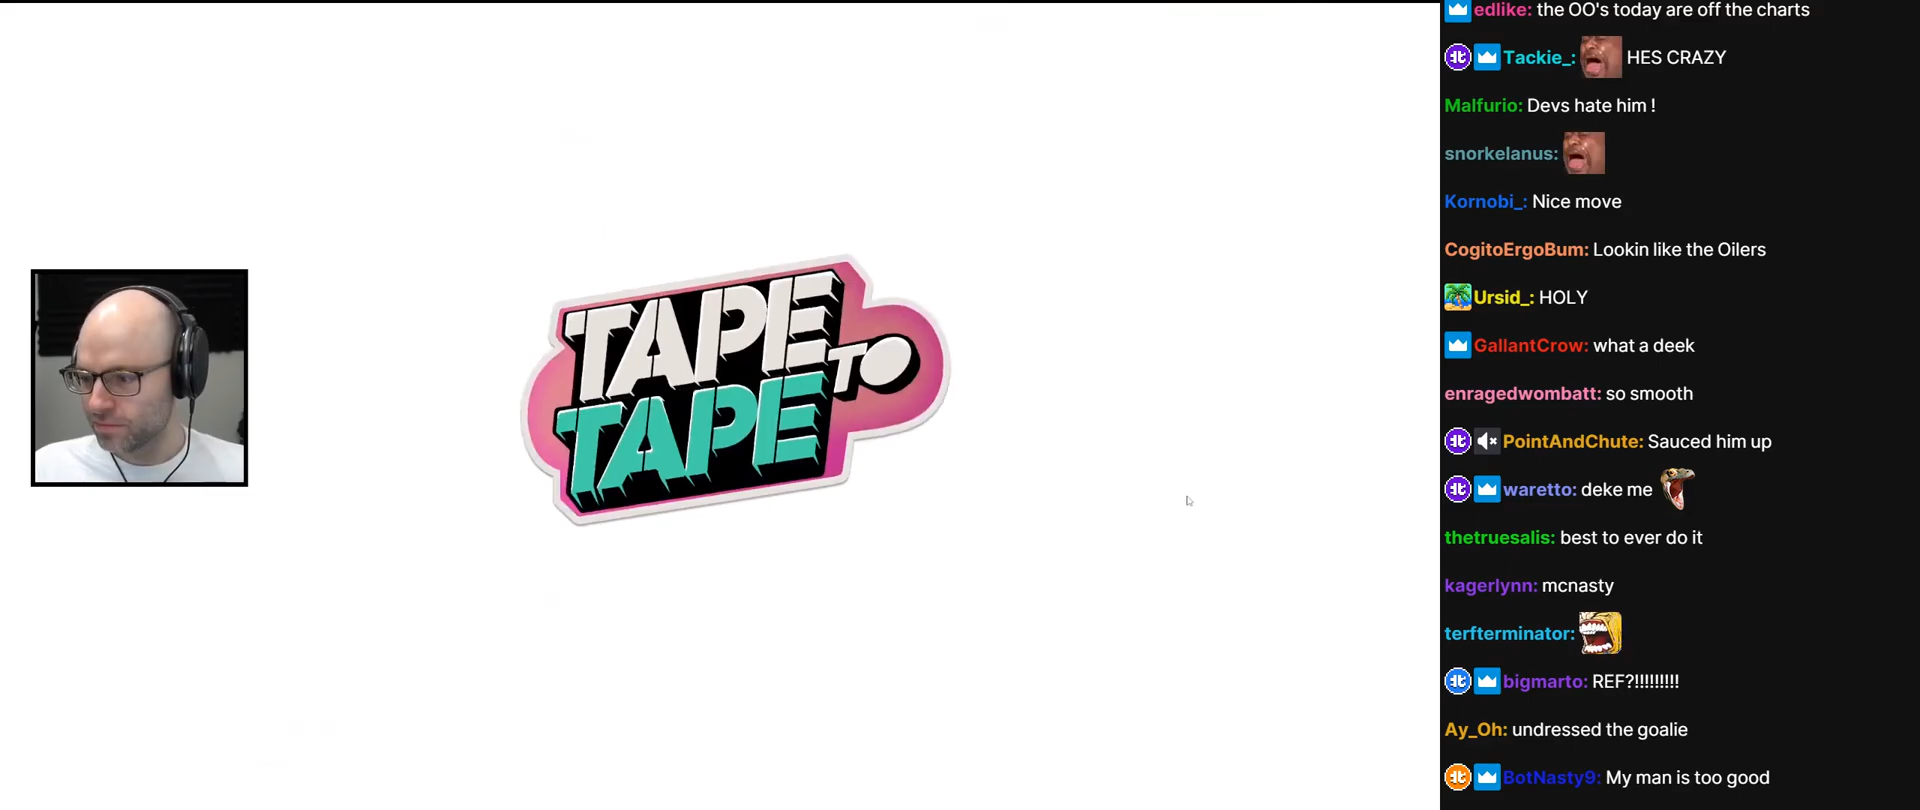 TAPE
TO
TAPE
edlike: the OO's today are off the charts
Tackie_: HES CRAZY
Malfurio: Devs hate him !
snorkelanus:
Kornobi_: Nice move
CogitoErgoBum: Lookin like the Oilers
Ursid_: HOLY
GallantCrow: what a deek
enragedwombatt: so smooth
PointAndChute: Sauced him up
waretto: deke me
thetruesalis: best to ever do it
kagerlynn: mcnasty
terfterminator:
bigmarto: REF?!!!!!!!!!
Ay_Oh: undressed the goalie
BotNasty9: My man is too good